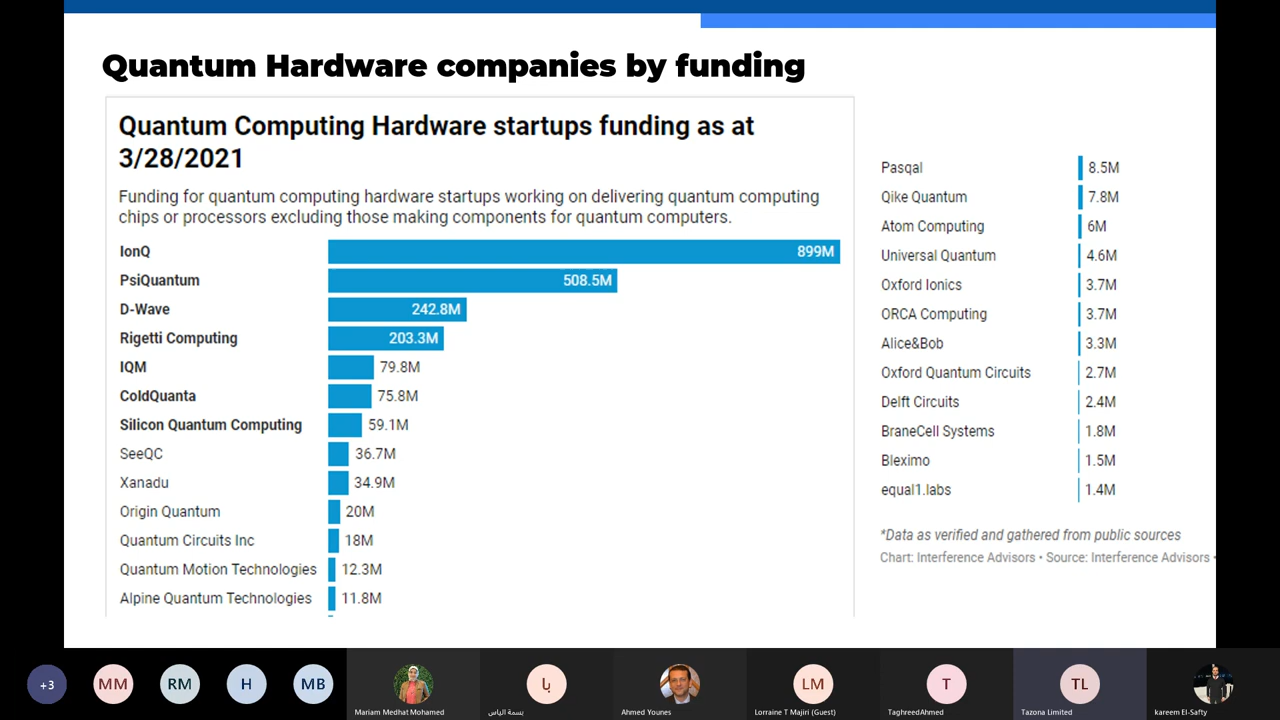 Quantum Hardware companies by funding
Quantum Computing Hardware startups funding as at
3/28/2021
Funding for quantum computing hardware startups working on delivering quantum computing
chips or processors excluding those making components for quantum computers.
IonQ 899M
PsiQuantum 508.5M
D-Wave 242.8M
Rigetti Computing 203.3M
IQM 79.8M
ColdQuanta 75.8M
Silicon Quantum Computing 59.1M
SeeQC 36.7M
Xanadu 34.9M
Origin Quantum 20M
Quantum Circuits Inc 18M
Quantum Motion Technologies 12.3M
Alpine Quantum Technologies 11.8M
Pasqal 8.5M
Qike Quantum 7.8M
Atom Computing 6M
Universal Quantum 4.6M
Oxford Ionics 3.7M
ORCA Computing 3.7M
Alice&Bob 3.3M
Oxford Quantum Circuits 2.7M
Delft Circuits 2.4M
BraneCell Systems 1.8M
Bleximo 1.5M
equal1.labs 1.4M
*Data as verified and gathered from public sources
Chart: Interference Advisors • Source: Interference Advisors •
+3 MM RM H MB با LM T TL
Mariam Medhat Mohamed بسمة الياس Ahmed Younes Lorraine T Majiri (Guest) TaghreedAhmed Tazona Limited kareem El-Safty